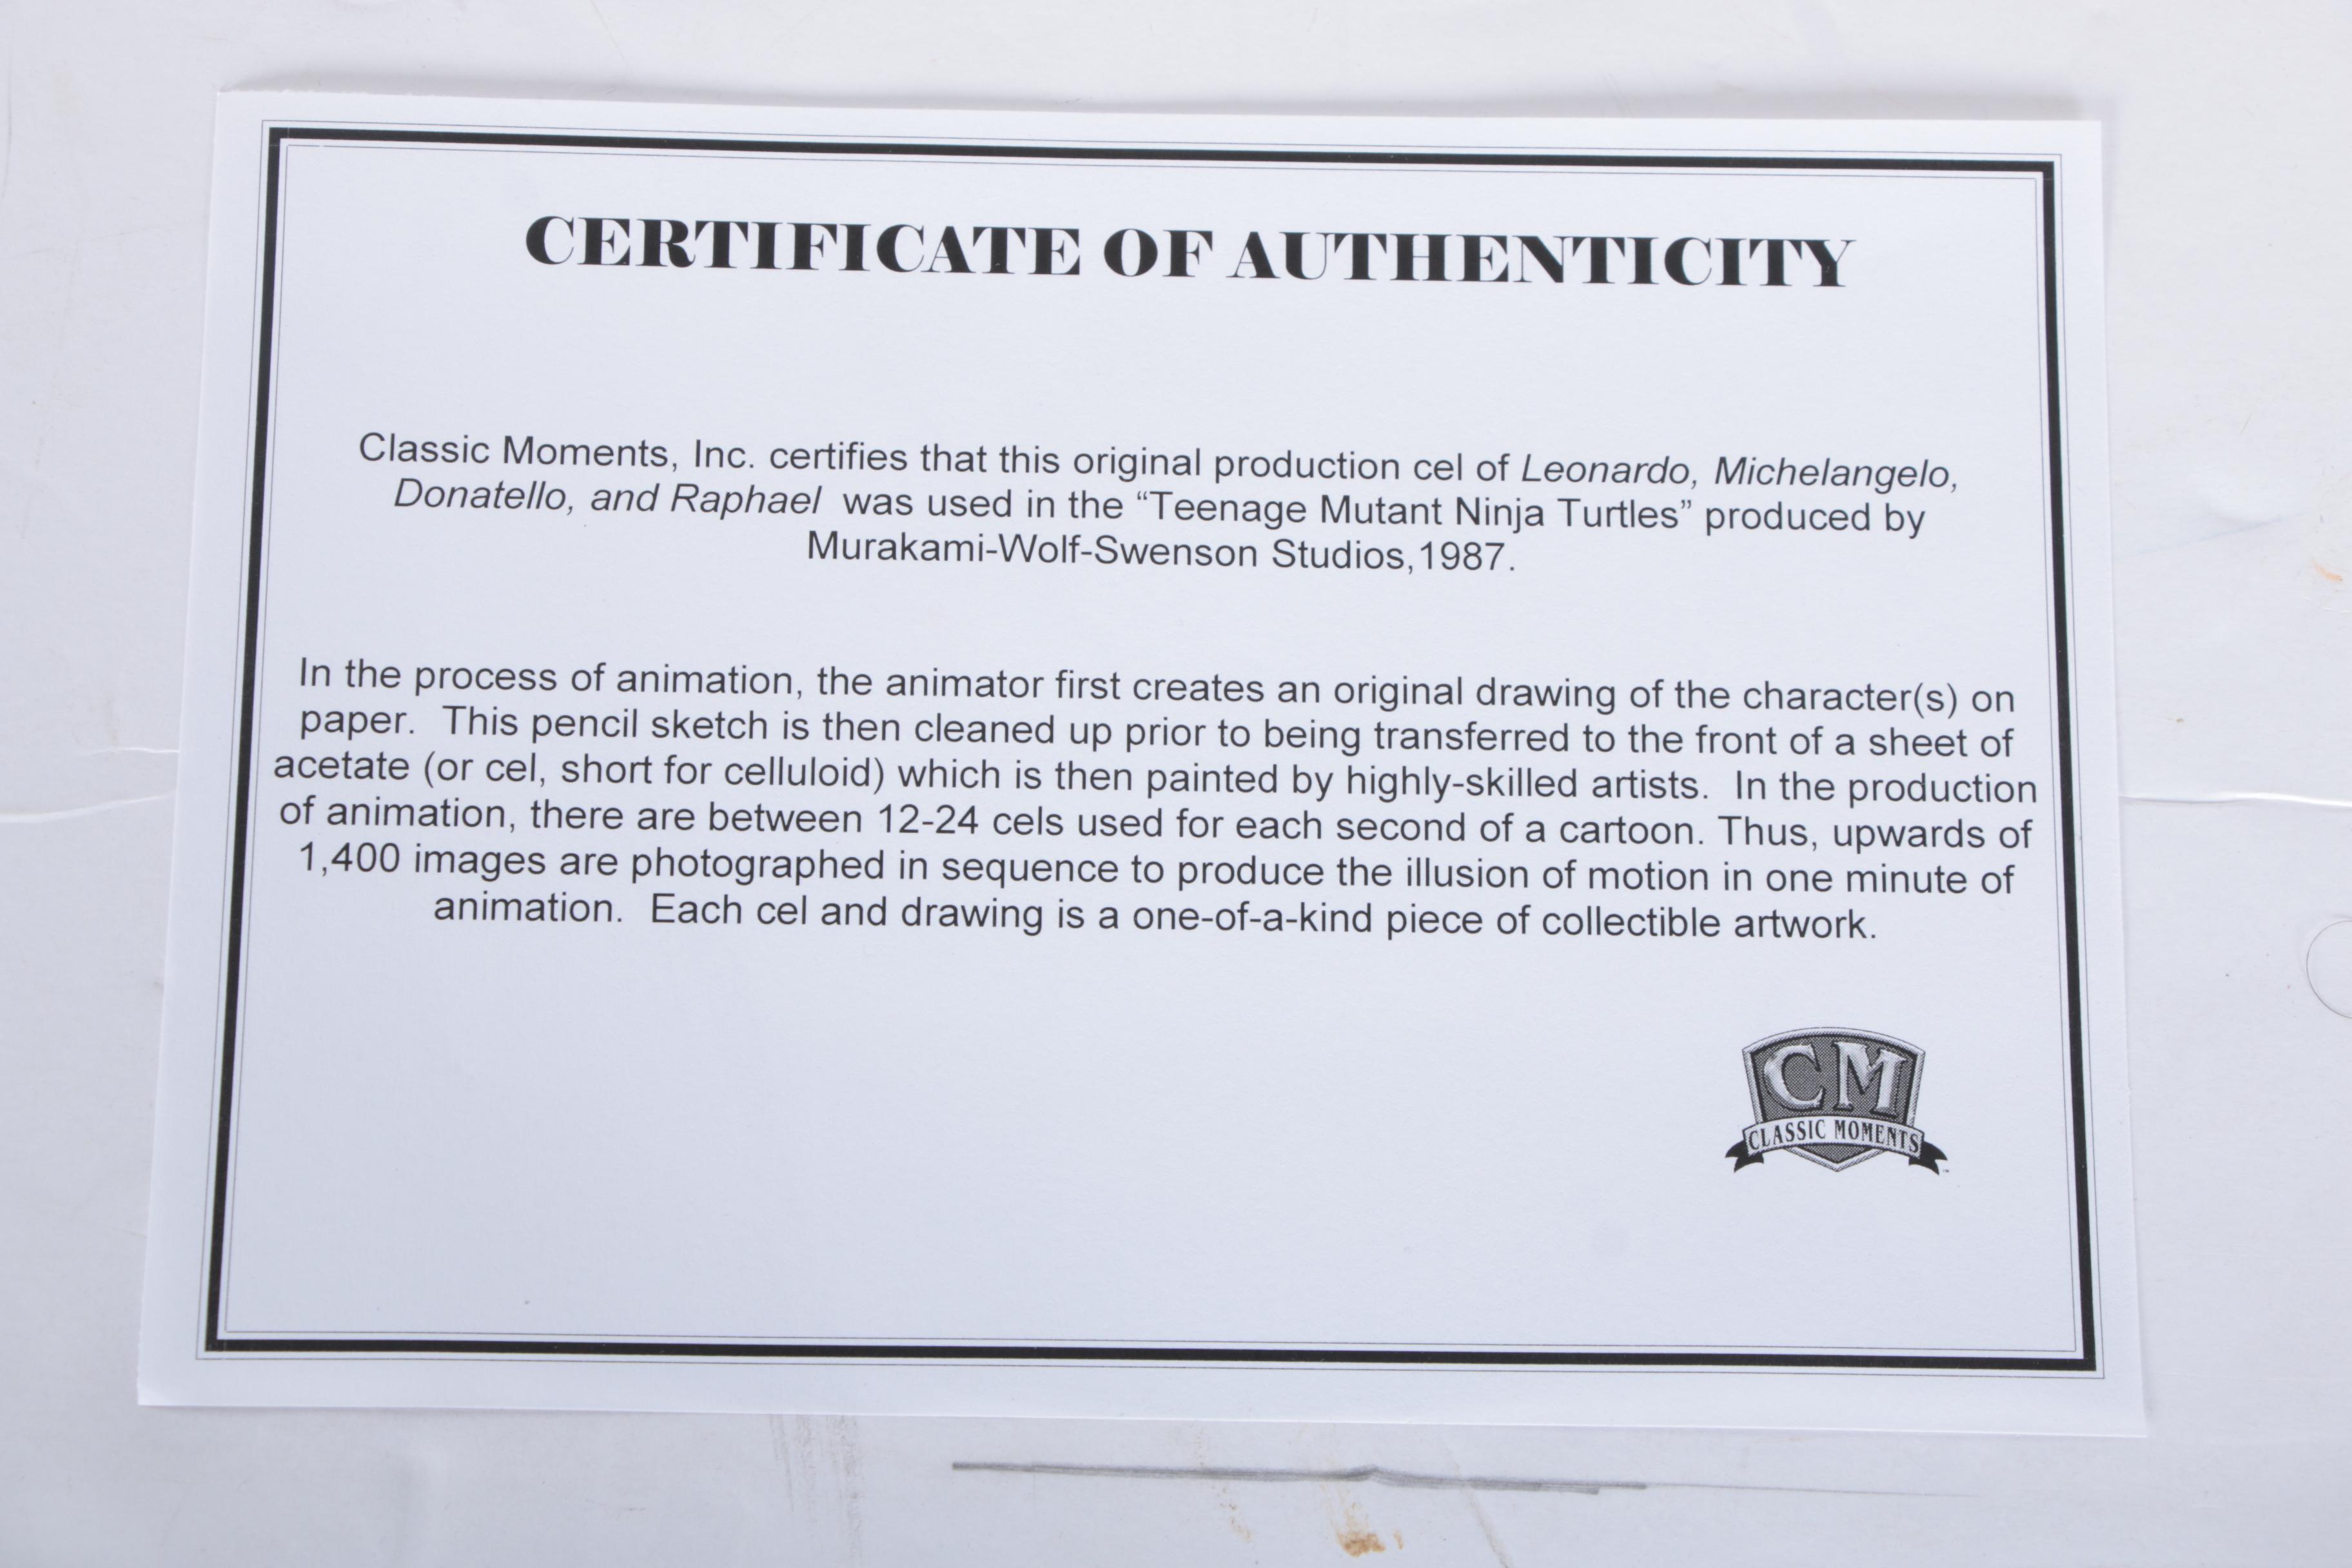 CERTIFICATE OF AUTHENTICITY
Classic Moments, Inc. certifies that this original production cel of Leonardo, Michelangelo,
Donatello, and Raphael was used in the “Teenage Mutant Ninja Turtles” produced by
Murakami-Wolf-Swenson Studios,1987.
In the process of animation, the animator first creates an original drawing of the character(s) on
paper. This pencil sketch is then cleaned up prior to being transferred to the front of a sheet of
acetate (or cel, short for celluloid) which is then painted by highly-skilled artists. In the production
of animation, there are between 12-24 cels used for each second of a cartoon. Thus, upwards of
1,400 images are photographed in sequence to produce the illusion of motion in one minute of
animation. Each cel and drawing is a one-of-a-kind piece of collectible artwork.
CM
CLASSIC MOMENTS